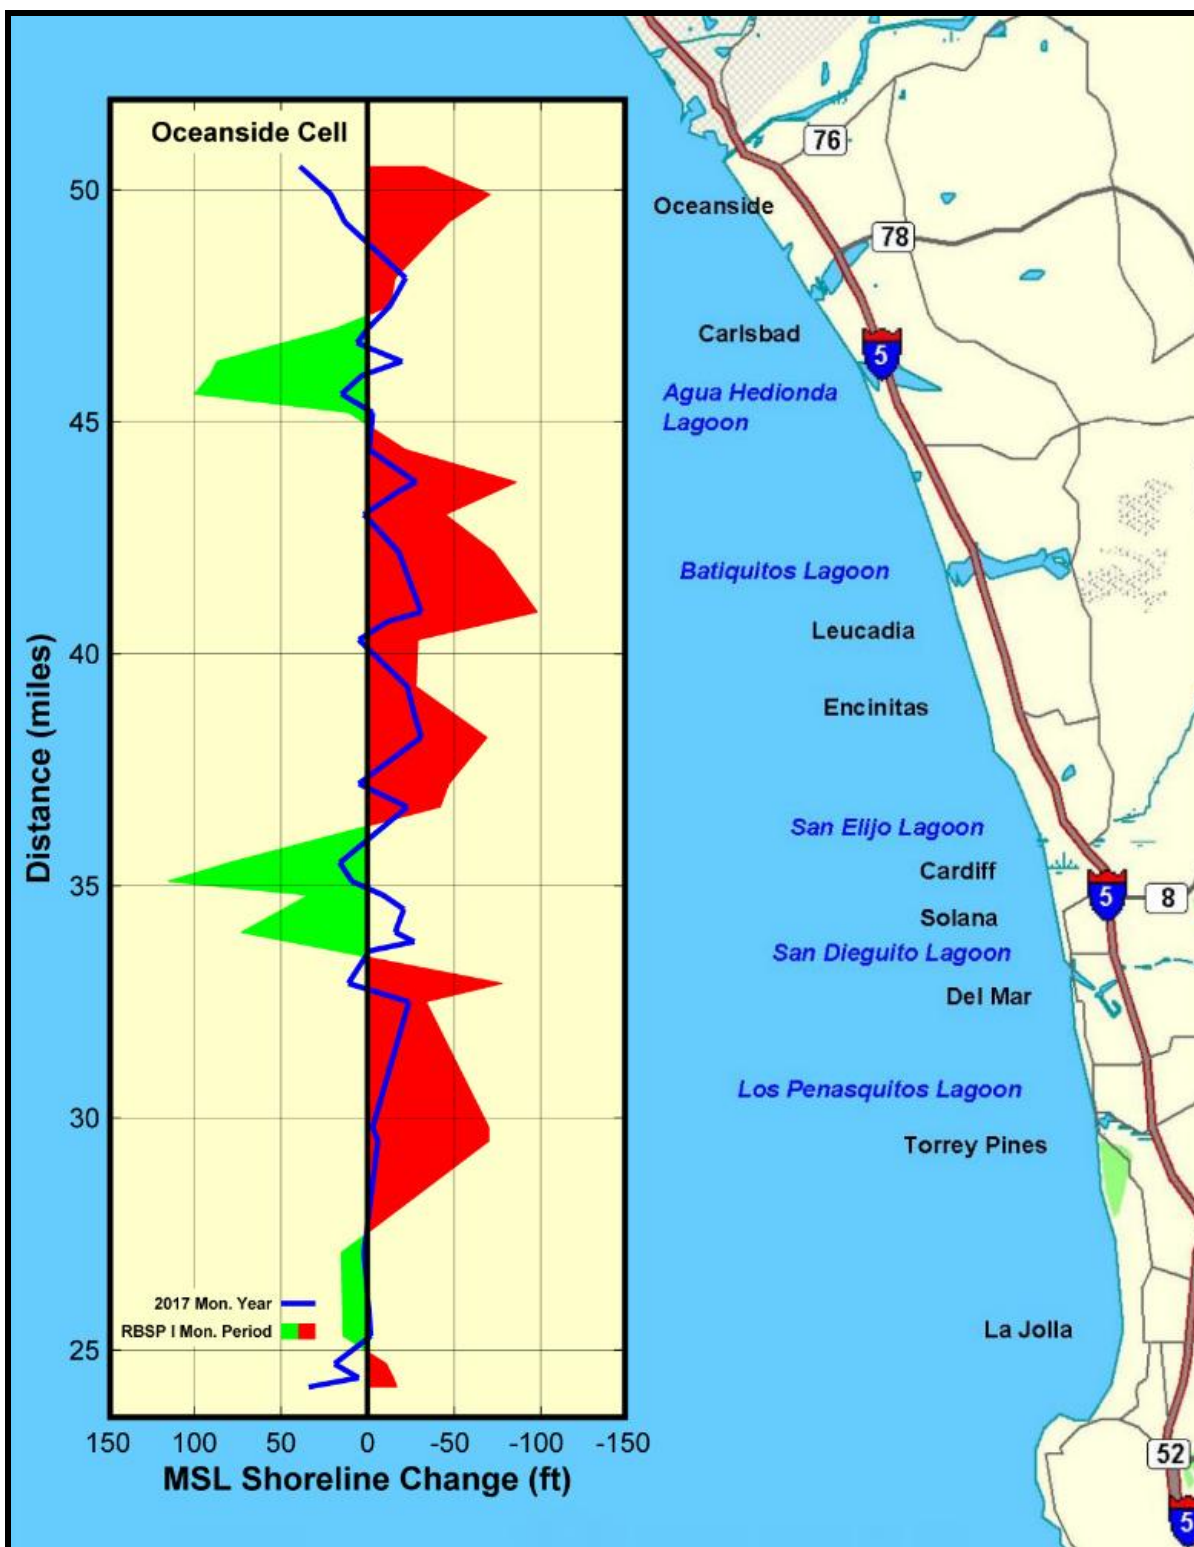 Oceanside Cell
50
45
40
35
30
25
Distance (miles)
2017 Mon. Year
RBSP I Mon. Period
150 100 50 0 -50 -100 -150
MSL Shoreline Change (ft)
76
Oceanside
78
Carlsbad
5
Agua Hedionda
Lagoon
Batiquitos Lagoon
Leucadia
Encinitas
San Elijo Lagoon
Cardiff
5
8
Solana
San Dieguito Lagoon
Del Mar
Los Penasquitos Lagoon
Torrey Pines
La Jolla
52
5